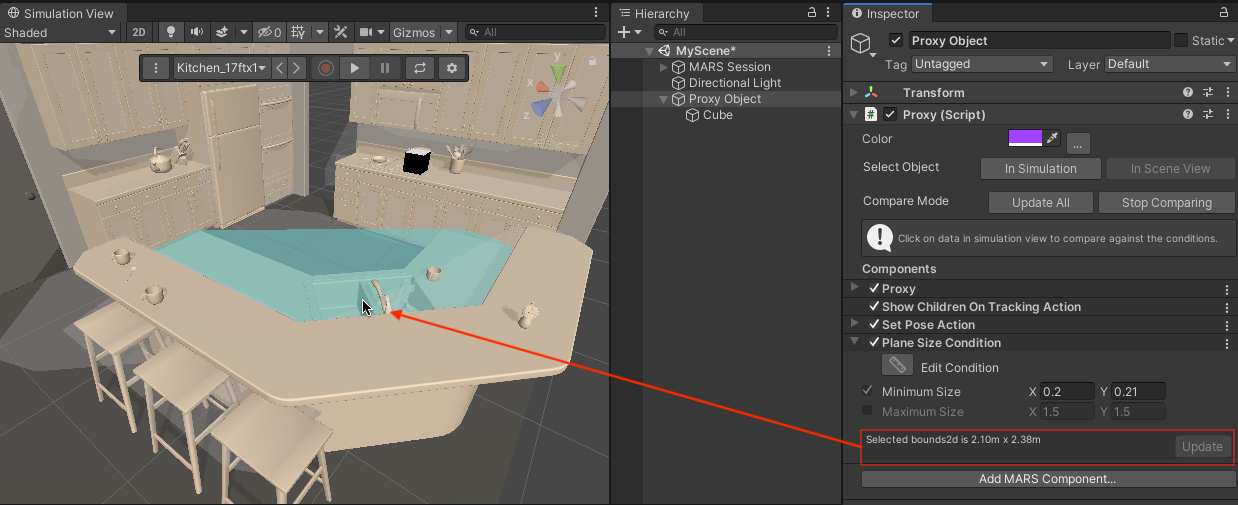 Simulation View
Shaded
2D
0
Gizmos
All
Kitchen_17ftx1
y
x
z
Hierarchy
All
MyScene*
MARS Session
Directional Light
Proxy Object
Cube
Inspector
Proxy Object
Static
Tag
Untagged
Layer
Default
Transform
Proxy (Script)
Color
...
Select Object
In Simulation
In Scene View
Compare Mode
Update All
Stop Comparing
Click on data in simulation view to compare against the conditions.
Components
Proxy
Show Children On Tracking Action
Set Pose Action
Plane Size Condition
Edit Condition
Minimum Size X 0.2 Y 0.21
Maximum Size X 1.5 Y 1.5
Selected bounds2d is 2.10m x 2.38m
Update
Add MARS Component...